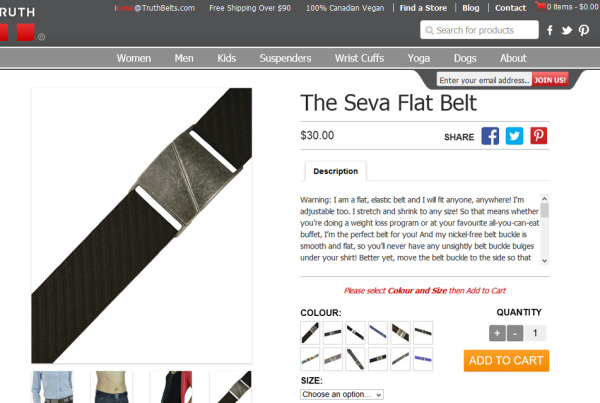 RUTH
iLove@TruthBelts.com Free Shipping Over $90 100% Canadian Vegan Find a Store Blog Contact 0 Items - $0.00
®
Search for products
Women Men Kids Suspenders Wrist Cuffs Yoga Dogs About
Enter your email address.. JOIN US!
The Seva Flat Belt
$30.00
SHARE
Description
Warning: I am a flat, elastic belt and I will fit anyone, anywhere! I'm
adjustable too. I stretch and shrink to any size! So that means whether
you're doing a weight loss program or at your favourite all-you-can-eat
buffet, I'm the perfect belt for you! And my nickel-free belt buckle is
smooth and flat, so you'll never have any unsightly belt buckle bulges
under your shirt! Better yet, move the belt buckle to the side so that
Please select Colour and Size then Add to Cart
COLOUR:
QUANTITY
+ - 1
ADD TO CART
SIZE:
Choose an option...